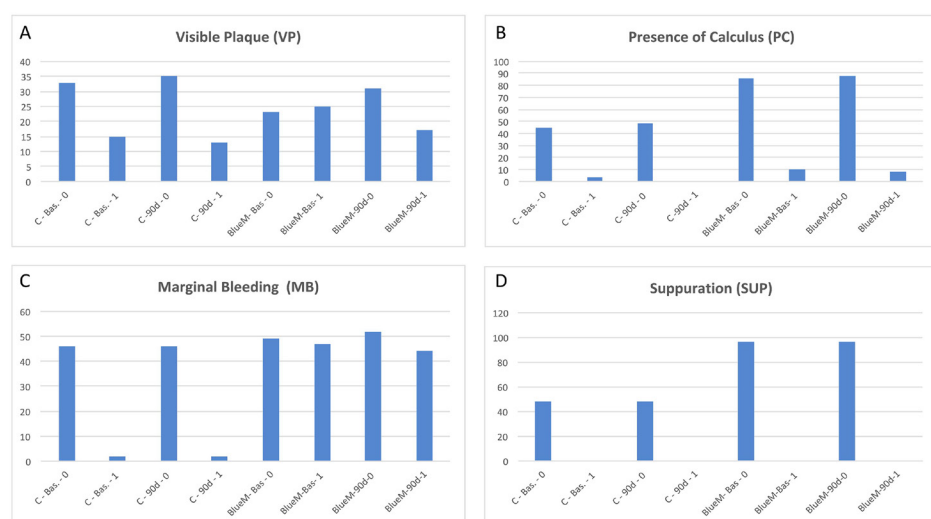 A
Visible Plaque (VP)
40
35
30
25
20
15
10
5
0
C - Bas. - 0
C - Bas. - 1
C -90d - 0
C -90d - 1
BlueM- Bas - 0
BlueM-Bas- 1
BlueM-90d-0
BlueM-90d-1
B
Presence of Calculus (PC)
100
90
80
70
60
50
40
30
20
10
0
C - Bas. - 0
C - Bas. - 1
C - 90d - 0
C -90d - 1
BlueM- Bas - 0
BlueM-Bas- 1
BlueM-90d-0
BlueM-90d-1
C
Marginal Bleeding (MB)
60
50
40
30
20
10
0
C - Bas. - 0
C - Bas. - 1
C - 90d - 0
C -90d - 1
BlueM- Bas - 0
BlueM-Bas- 1
BlueM-90d-0
BlueM-90d-1
D
Suppuration (SUP)
120
100
80
60
40
20
0
C - Bas. - 0
C - Bas. - 1
C - 90d - 0
C -90d - 1
BlueM- Bas - 0
BlueM-Bas- 1
BlueM-90d-0
BlueM-90d-1